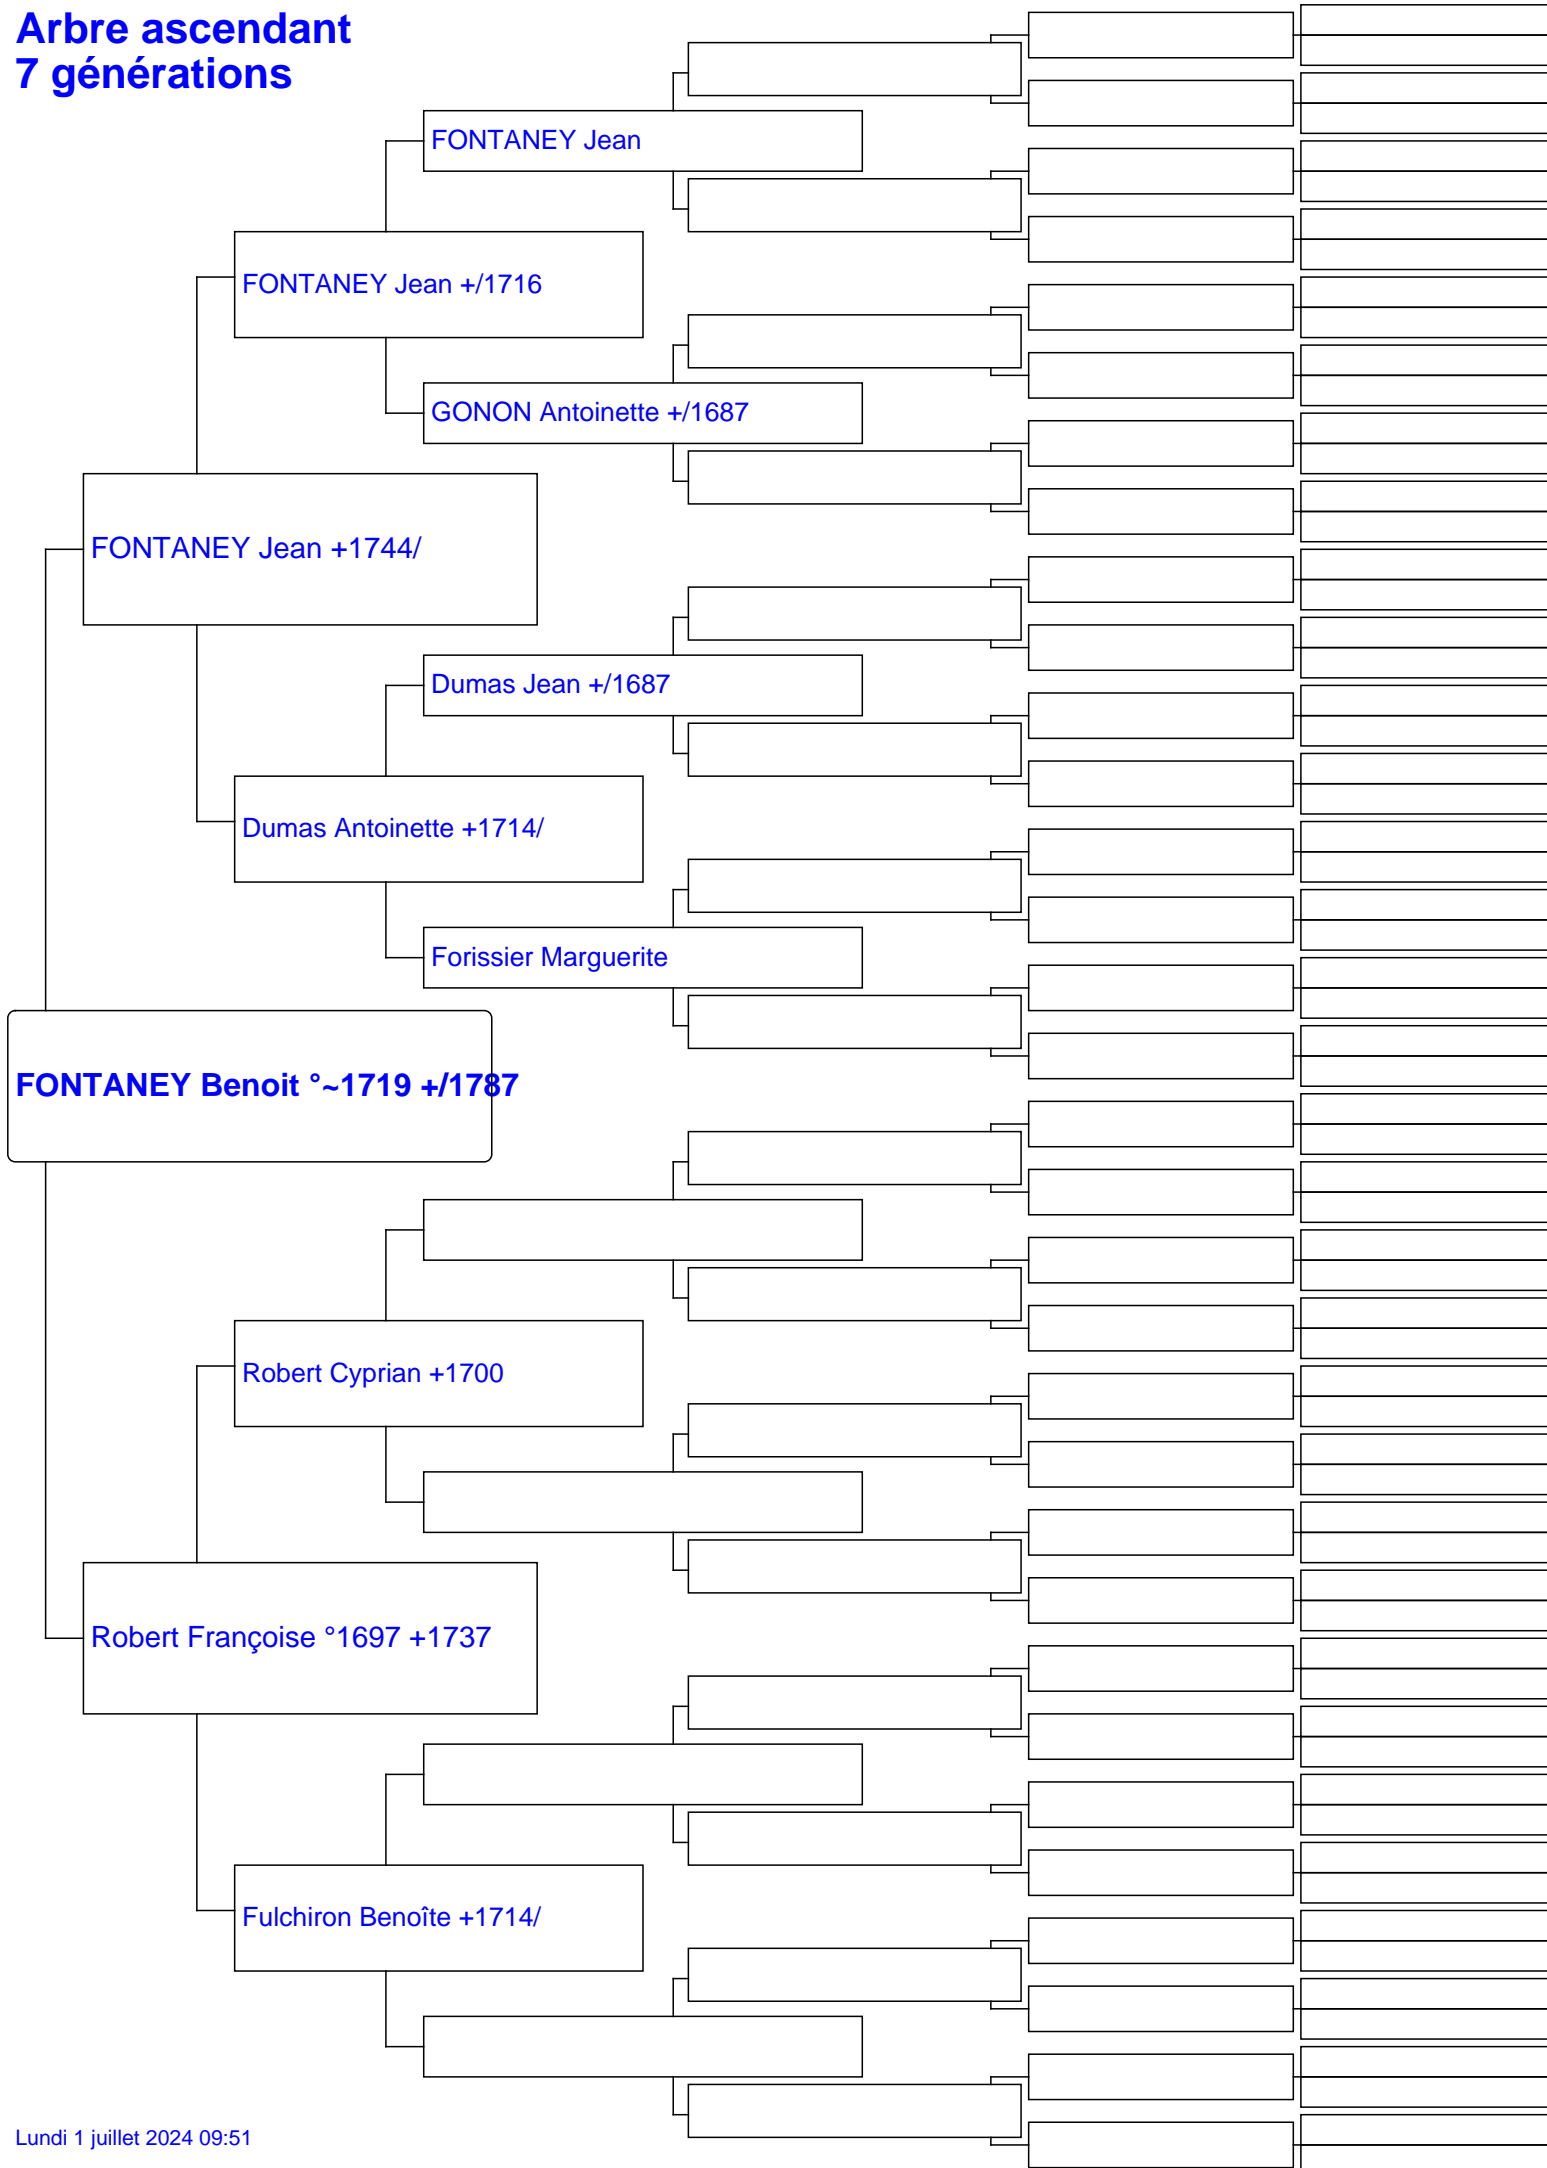 Arbre ascendant
7 générations
FONTANEY Jean
FONTANEY Jean +/1716
GONON Antoinette +/1687
FONTANEY Jean +1744/
Dumas Jean +/1687
Dumas Antoinette +1714/
Forissier Marguerite
FONTANEY Benoit °~1719 +/1787
Robert Cyprian +1700
Robert Françoise °1697 +1737
Fulchiron Benoîte +1714/
Lundi 1 juillet 2024 09:51